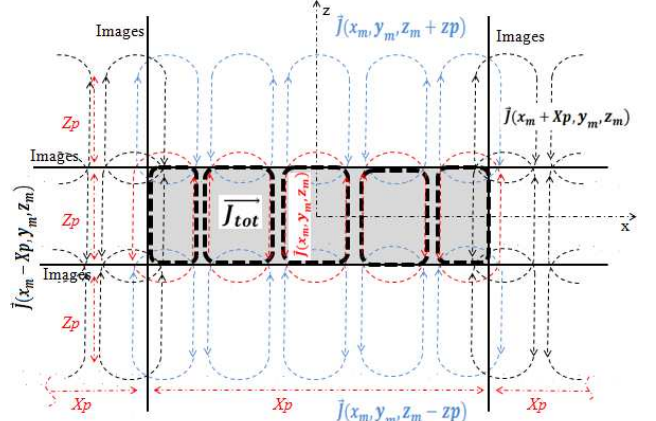 z
Images
J⃗(x_m, y_m, z_m + zp)
Images
Zp
J⃗(x_m + Xp, y_m, z_m)
Images
J⃗(x_m − Xp, y_m, z_m)
Zp
J⃗_tot
J⃗(x_m, y_m, z_m)
x
Images
Zp
Xp
Xp
J⃗(x_m, y_m, z_m − zp)
Xp